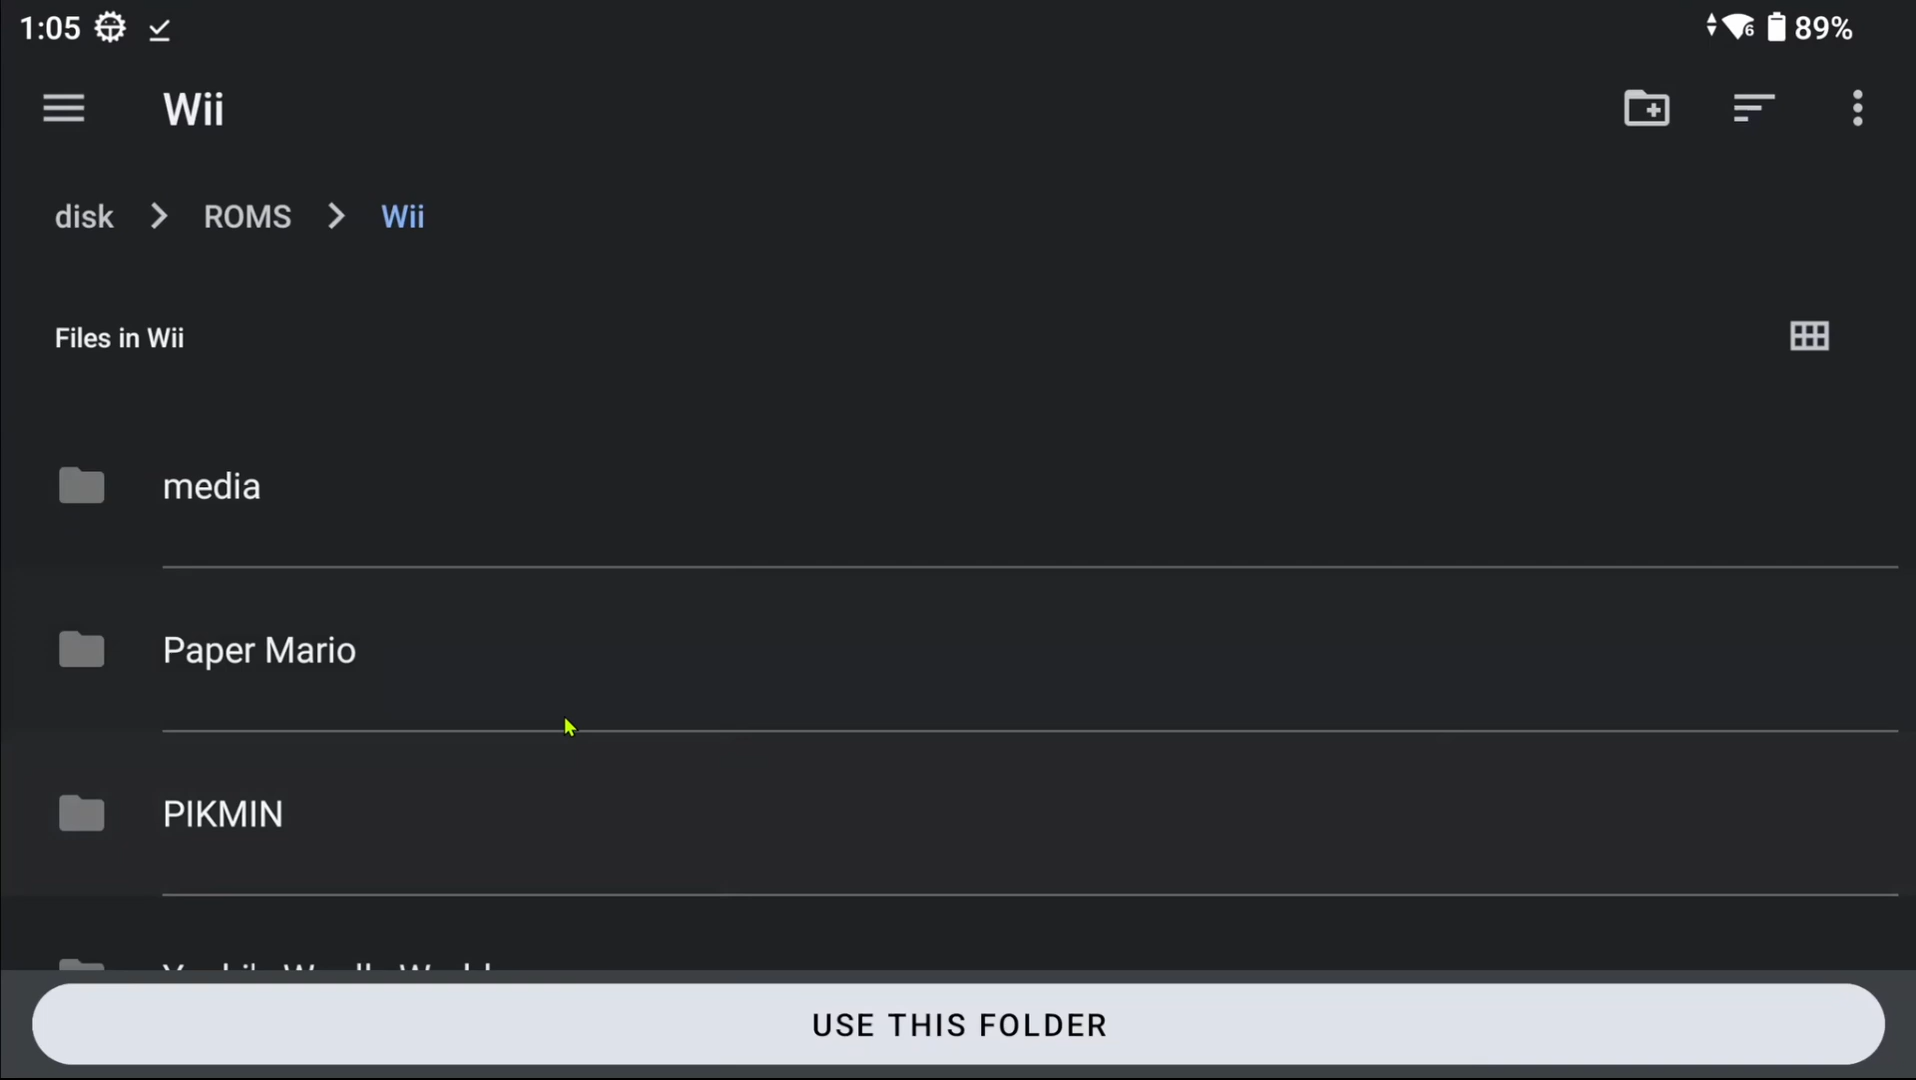 1:05
89%
Wii
disk > ROMS > Wii
Files in Wii
media
Paper Mario
PIKMIN
USE THIS FOLDER